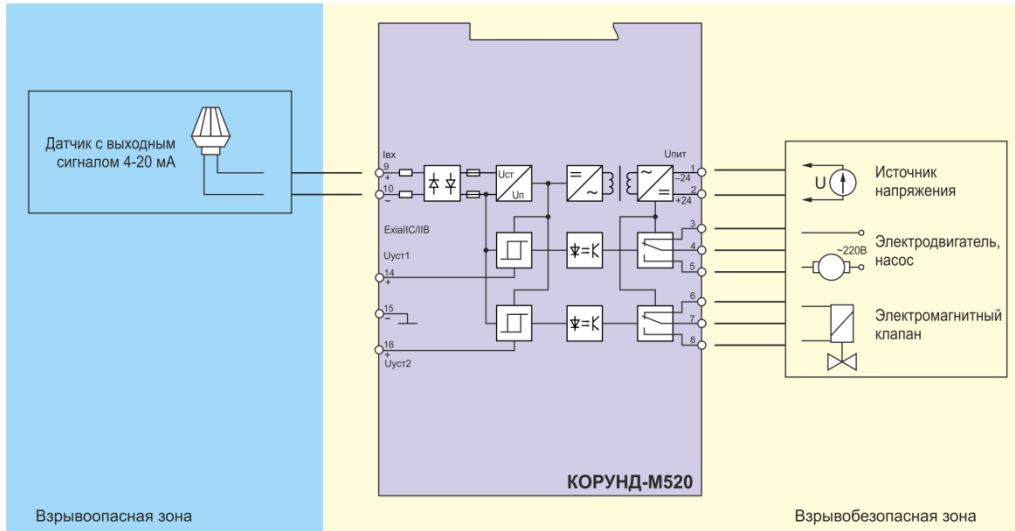 Датчик с выходным
сигналом 4-20 мА
Iвх
9
+
10
−
ExiaIIC/IIB
Uуст1
14
+
15
−
16
+
Uуст2
Uст
Uп
Uпит
1
−24
2
+24
3
4
5
6
7
8
U
Источник
напряжения
~220В
Электродвигатель,
насос
Электромагнитный
клапан
КОРУНД-М520
Взрывоопасная зона
Взрывобезопасная зона